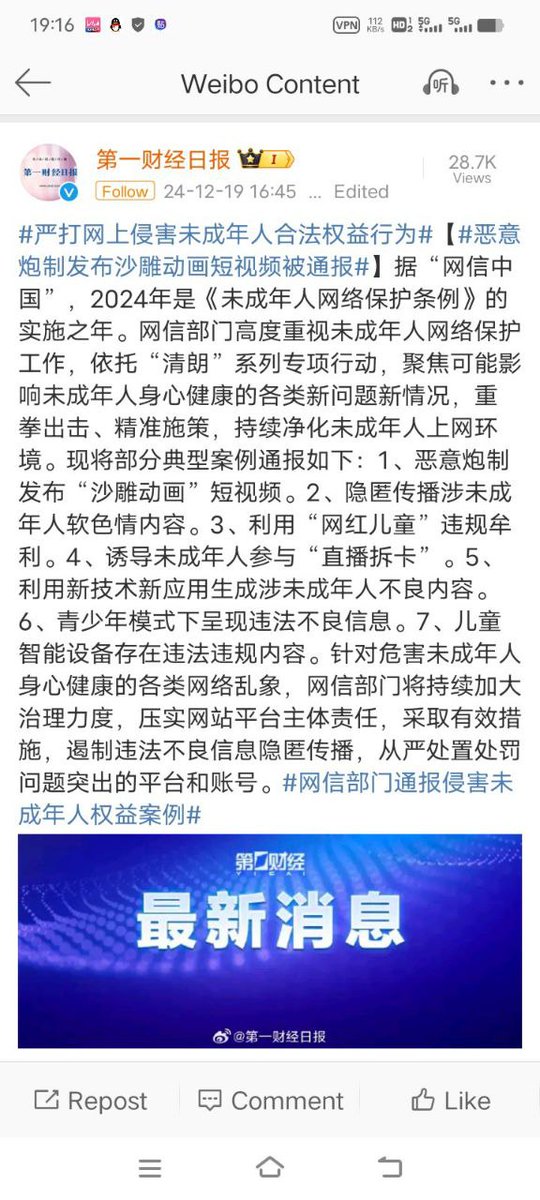 19:16
VPN 112 KB/s HD 1 2 5G 5G
Weibo Content
听
第一财经日报 I
28.7K
Views
Follow 24-12-19 16:45 ... Edited
#严打网上侵害未成年人合法权益行为#【#恶意
炮制发布沙雕动画短视频被通报#】据“网信中
国”，2024年是《未成年人网络保护条例》的
实施之年。网信部门高度重视未成年人网络保护
工作，依托“清朗”系列专项行动，聚焦可能影
响未成年人身心健康的各类新问题新情况，重
拳出击、精准施策，持续净化未成年人上网环
境。现将部分典型案例通报如下：1、恶意炮制
发布“沙雕动画”短视频。2、隐匿传播涉未成
年人软色情内容。3、利用“网红儿童”违规牟
利。4、诱导未成年人参与“直播拆卡”。5、
利用新技术新应用生成涉未成年人不良内容。
6、青少年模式下呈现违法不良信息。7、儿童
智能设备存在违法违规内容。针对危害未成年人
身心健康的各类网络乱象，网信部门将持续加大
治理力度，压实网站平台主体责任，采取有效措
施，遏制违法不良信息隐匿传播，从严处置处罚
问题突出的平台和账号。#网信部门通报侵害未
成年人权益案例#
第一财经
YICAI
最新消息
@第一财经日报
Repost
Comment
Like